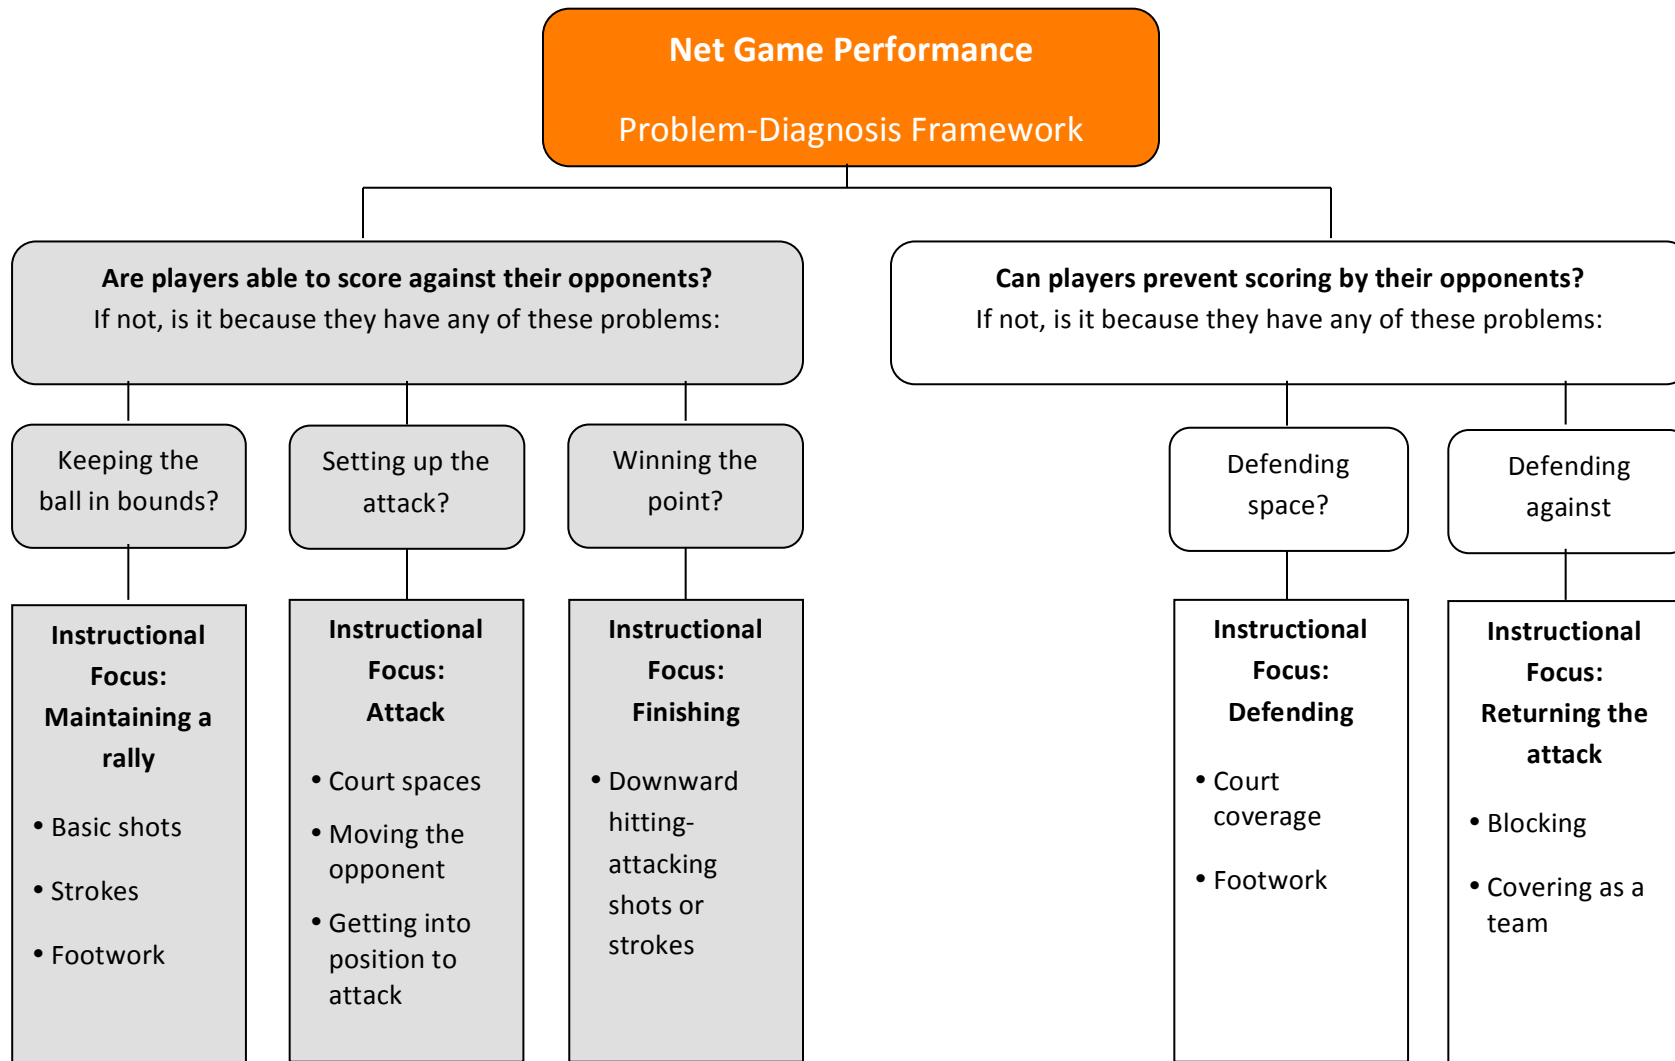 Net Game Performance
Problem-Diagnosis Framework
Are players able to score against their opponents?
If not, is it because they have any of these problems:
Can players prevent scoring by their opponents?
If not, is it because they have any of these problems:
Keeping the
ball in bounds?
Setting up the
attack?
Winning the
point?
Defending
space?
Defending
against
Instructional
Focus:
Maintaining a
rally
• Basic shots
• Strokes
• Footwork
Instructional
Focus:
Attack
• Court spaces
• Moving the
opponent
• Getting into
position to
attack
Instructional
Focus:
Finishing
• Downward
hitting-
attacking
shots or
strokes
Instructional
Focus:
Defending
• Court
coverage
• Footwork
Instructional
Focus:
Returning the
attack
• Blocking
• Covering as a
team